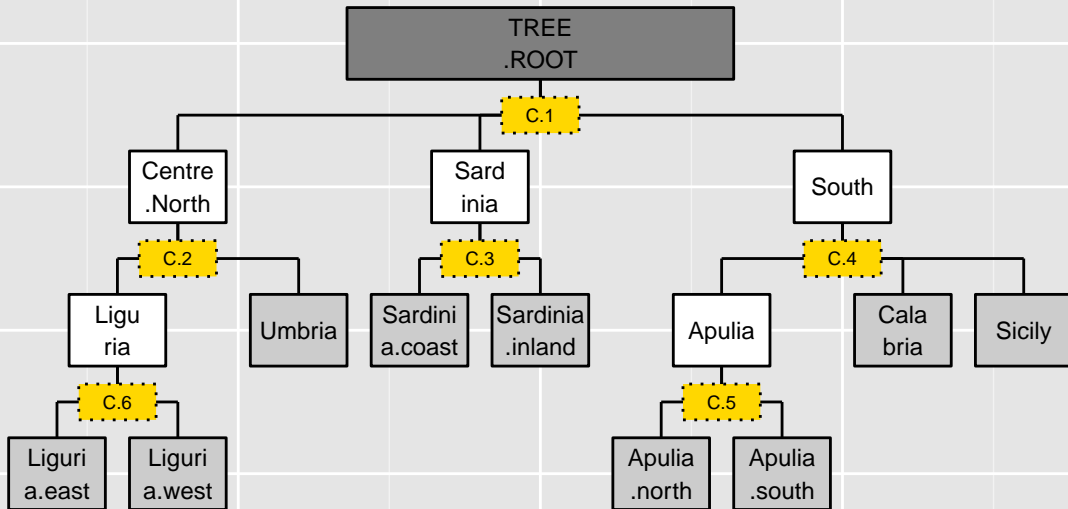 TREE
.ROOT
C.1
Centre
.North
Sard
inia
South
C.2
C.3
C.4
Ligu
ria
Umbria
Sardini
a.coast
Sardinia
.inland
Apulia
Cala
bria
Sicily
C.6
C.5
Liguri
a.east
Liguri
a.west
Apulia
.north
Apulia
.south